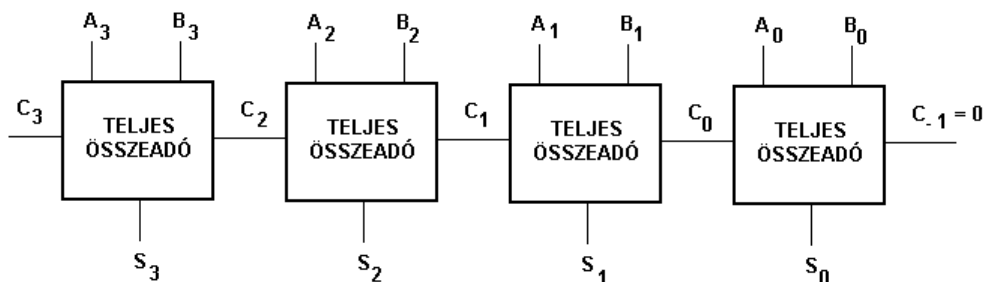 A3 B3 A2 B2 A1 B1 A0 B0
C3 TELJES ÖSSZEADÓ C2 TELJES ÖSSZEADÓ C1 TELJES ÖSSZEADÓ C0 TELJES ÖSSZEADÓ C-1 = 0
S3 S2 S1 S0